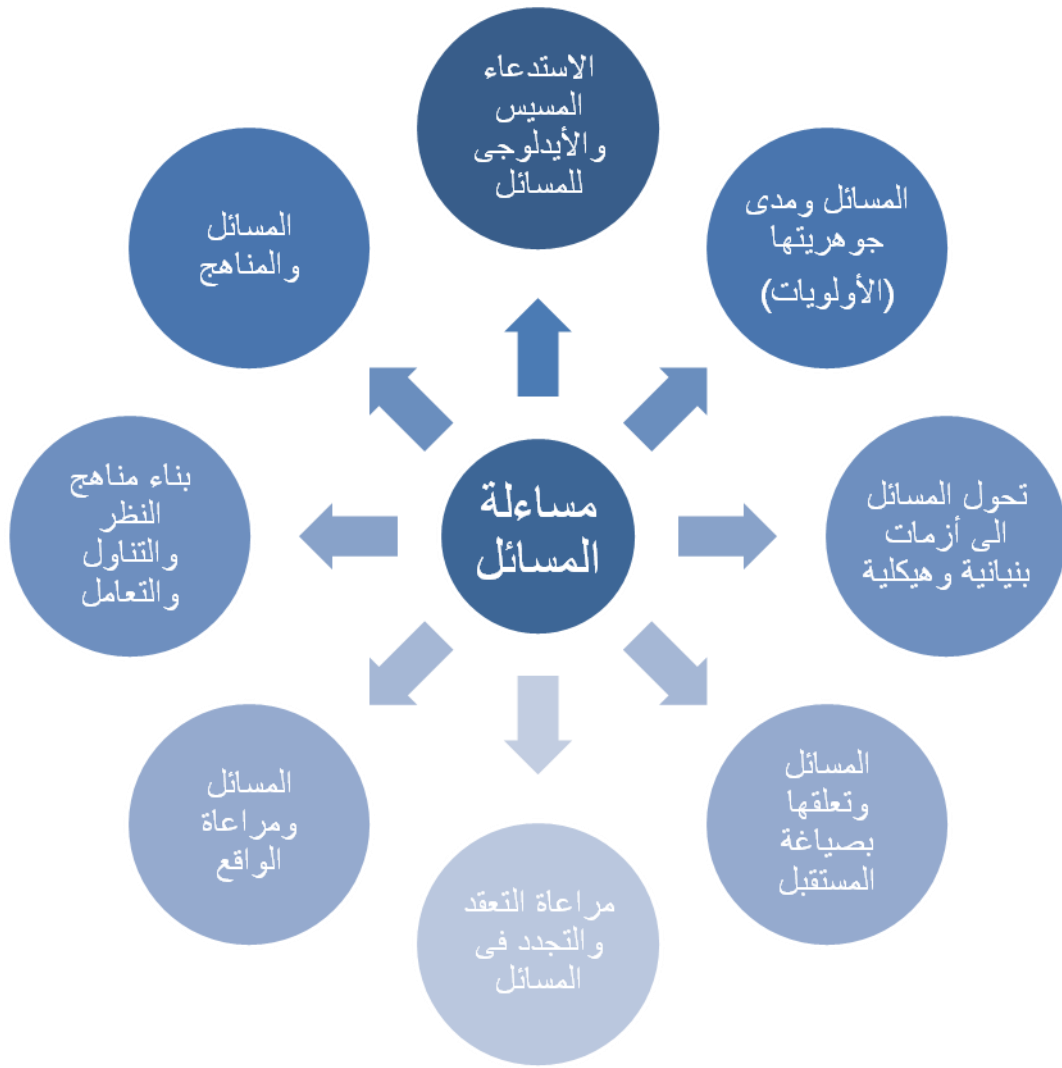 الاستدعاء
المسيس
والأيدلوجى
للمسائل
المسائل ومدى
جوهريتها
(الأولويات)
تحول المسائل
الى أزمات
بنيانية وهيكلية
المسائل
وتعلقها
بصياغة
المستقبل
مراعاة التعقد
والتجدد فى
المسائل
المسائل
ومراعاة
الواقع
بناء مناهج
النظر
والتناول
والتعامل
المسائل
والمناهج
مساءلة
المسائل